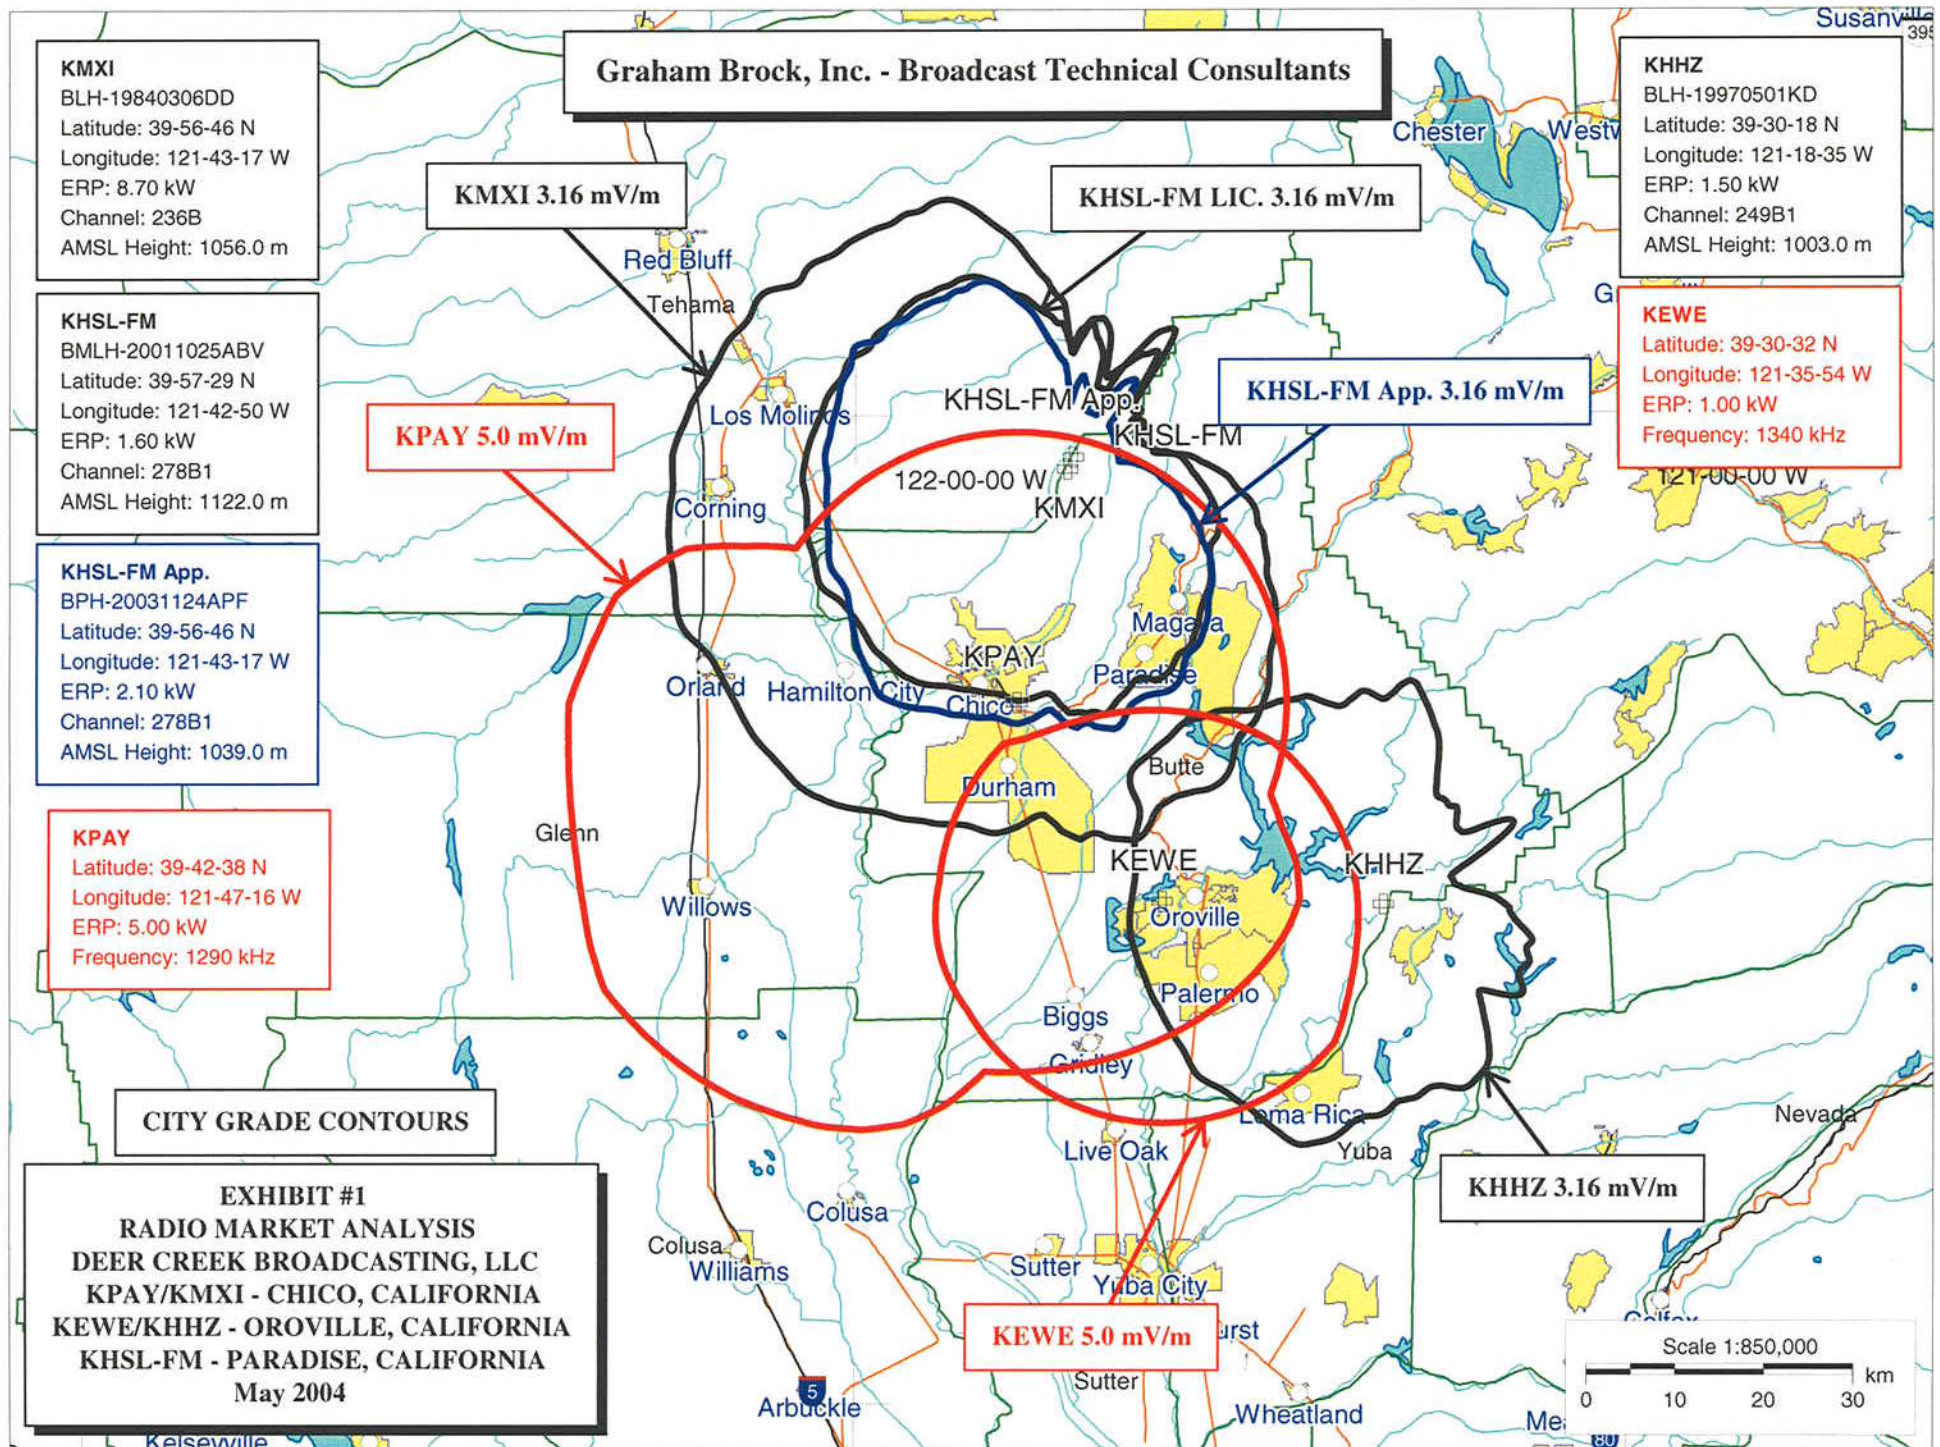 Graham Brock, Inc. - Broadcast Technical Consultants
KMXI
BLH-19840306DD
Latitude: 39-56-46 N
Longitude: 121-43-17 W
ERP: 8.70 kW
Channel: 236B
AMSL Height: 1056.0 m
KHSL-FM
BMLH-20011025ABV
Latitude: 39-57-29 N
Longitude: 121-42-50 W
ERP: 1.60 kW
Channel: 278B1
AMSL Height: 1122.0 m
KHSL-FM App.
BPH-20031124APF
Latitude: 39-56-46 N
Longitude: 121-43-17 W
ERP: 2.10 kW
Channel: 278B1
AMSL Height: 1039.0 m
KPAY
Latitude: 39-42-38 N
Longitude: 121-47-16 W
ERP: 5.00 kW
Frequency: 1290 kHz
KHHZ
BLH-19970501KD
Latitude: 39-30-18 N
Longitude: 121-18-35 W
ERP: 1.50 kW
Channel: 249B1
AMSL Height: 1003.0 m
KEWE
Latitude: 39-30-32 N
Longitude: 121-35-54 W
ERP: 1.00 kW
Frequency: 1340 kHz
121-00-00 W
395
Chester
KMXI 3.16 mV/m
KHSL-FM LIC. 3.16 mV/m
Red Bluff
Tehama
KHSL-FM App. 3.16 mV/m
KHSL-FM App.
Los Molinos
KPAY 5.0 mV/m
KHSL-FM
122-00-00 W
Corning
KMXI
Magalia
KPAY
Paradise
Orland
Hamilton City
Chico
Butte
Durham
Glenn
KEWE
KHHZ
Willows
Oroville
Palermo
Biggs
Gridley
Loma Rica
Nevada
Live Oak
Yuba
KHHZ 3.16 mV/m
Colusa
Colusa
Williams
Sutter
Yuba City
KEWE 5.0 mV/m
urst
Sutter
Colfax
Arbuckle
5
Wheatland
80
CITY GRADE CONTOURS
EXHIBIT #1
RADIO MARKET ANALYSIS
DEER CREEK BROADCASTING, LLC
KPAY/KMXI - CHICO, CALIFORNIA
KEWE/KHHZ - OROVILLE, CALIFORNIA
KHSL-FM - PARADISE, CALIFORNIA
May 2004
Kelseyville
Scale 1:850,000
km
0 10 20 30